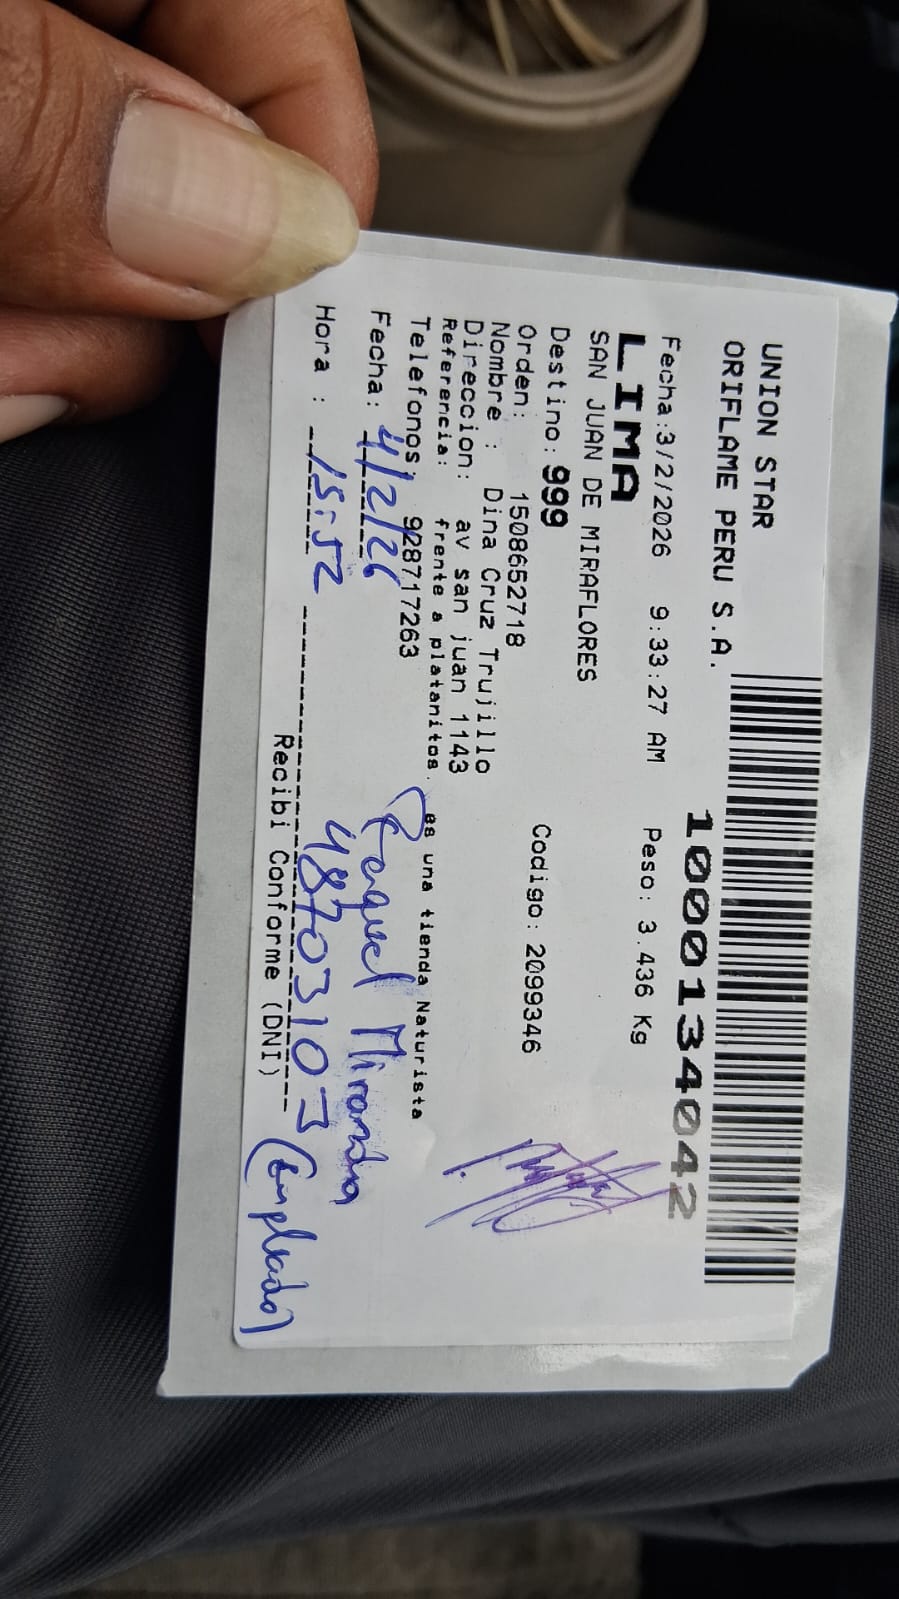 UNION STAR
ORIFLAME PERU S.A.
1000134042
Fecha:3/2/2026 9:33:27 AM Peso: 3.436 Kg
LIMA
SAN JUAN DE MIRAFLORES
Destino: 999
Orden: 1508652718 Codigo: 2099346
Nombre : Dina Cruz Trujillo
Direccion: av san juan 1143
Referencia: frente a platanitos. es una tienda Naturista
Telefonos: 928717263
Fecha: 4/2/26
Raquel Miranda
Hora : 15:52
48703103
Recibi Conforme (DNI)
(Empleada)